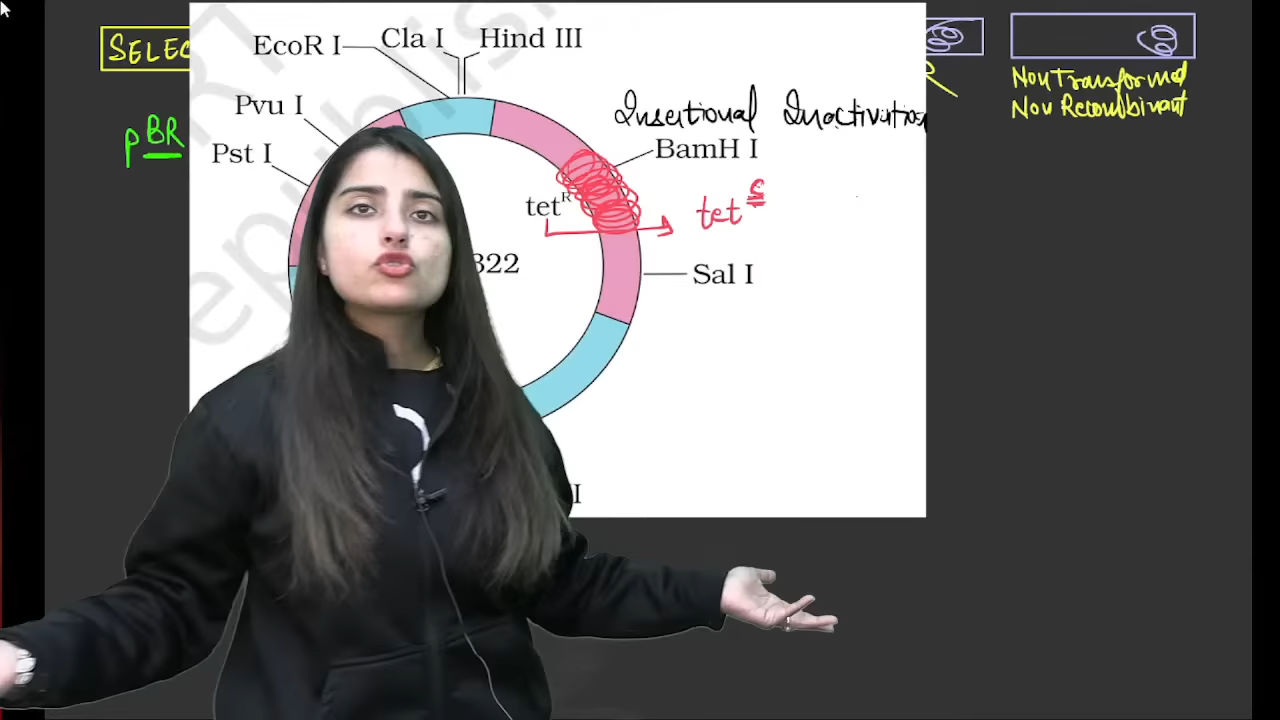 SELEC
EcoR I
Cla I
Hind III
Non Transformed
Non Recombinant
Pvu I
Insertional Inactivation
pBR
Pst I
BamH I
tetR
tetS
322
Sal I
I